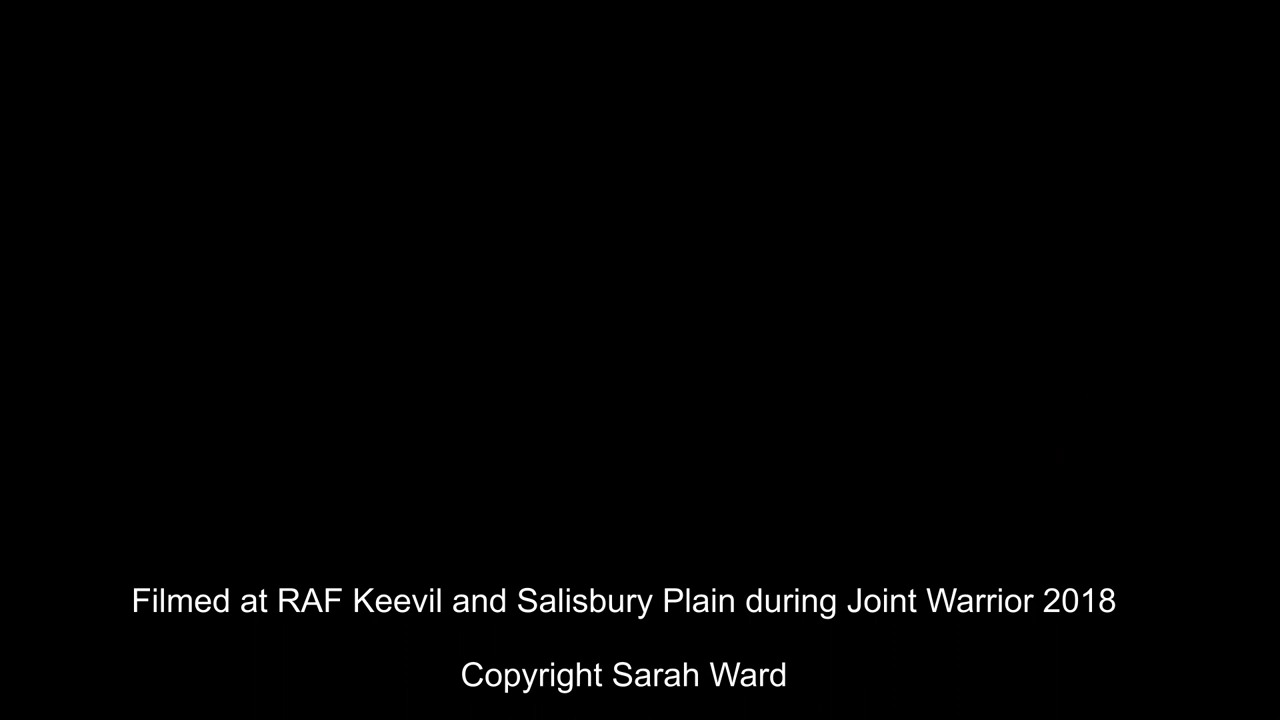 Filmed at RAF Keevil and Salisbury Plain during Joint Warrior 2018
Copyright Sarah Ward